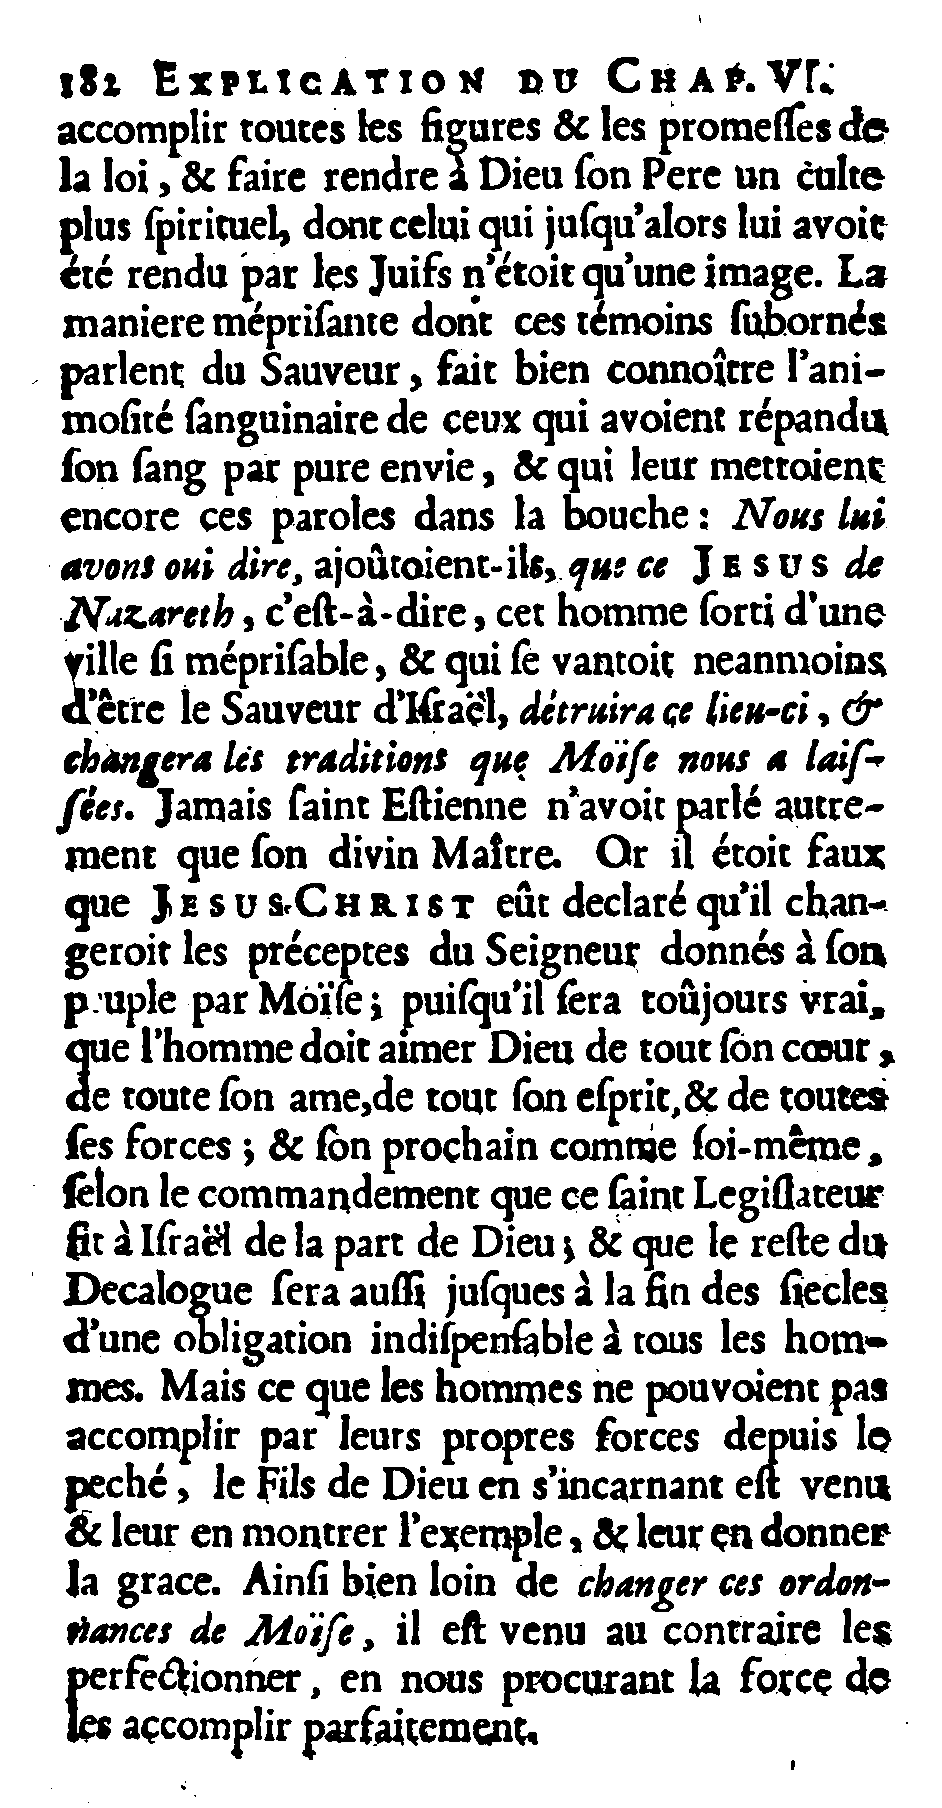 182 EXPLICATION DU CHAP. VI.
accomplir toutes les figures & les promeſſes de
la loi, & faire rendre à Dieu ſon Pere un culte
plus ſpirituel, dont celui qui juſqu'alors lui avoit
été rendu par les Juifs n'étoit qu'une image. La
maniere mépriſante dont ces témoins ſubornés
parlent du Sauveur, fait bien connoître l'ani-
moſité ſanguinaire de ceux qui avoient répandu
ſon ſang par pure envie, & qui leur mettoient
encore ces paroles dans la bouche : Nous lui
avons oui dire, ajoûtoient-ils, que ce JESUS de
Nazareth, c'eſt-à-dire, cet homme ſorti d'une
ville ſi mépriſable, & qui ſe vantoit neanmoins
d'être le Sauveur d'Iſraël, détruira ce lieu-ci, &
changera les traditions que Moïſe nous a laiſ-
ſées. Jamais ſaint Eſtienne n'avoit parlé autre-
ment que ſon divin Maître. Or il étoit faux
que JESUS-CHRIST eût declaré qu'il chan-
geroit les préceptes du Seigneur donnés à ſon
peuple par Moïſe; puiſqu'il ſera toûjours vrai,
que l'homme doit aimer Dieu de tout ſon cœur,
de toute ſon ame, de tout ſon eſprit, & de toutes
ſes forces ; & ſon prochain comme ſoi-même,
ſelon le commandement que ce ſaint Legiſlateur
fit à Iſraël de la part de Dieu; & que le reſte du
Decalogue ſera auſſi juſques à la fin des ſiecles
d'une obligation indiſpenſable à tous les hom-
mes. Mais ce que les hommes ne pouvoient pas
accomplir par leurs propres forces depuis le
peché, le Fils de Dieu en s'incarnant eſt venu
& leur en montrer l'exemple, & leur en donner
la grace. Ainſi bien loin de changer ces ordon-
nances de Moïſe, il eſt venu au contraire les
perfectionner, en nous procurant la force de
les accomplir parfaitement.